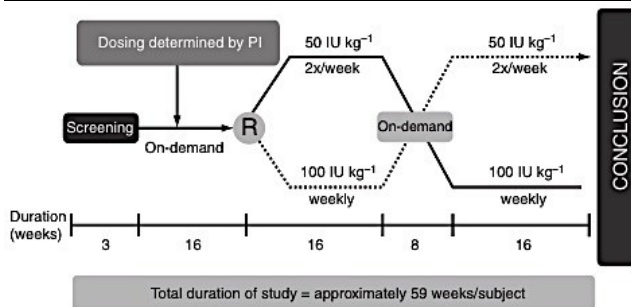 Dosing determined by PI
50 IU kg⁻¹
2x/week
50 IU kg⁻¹
2x/week
Screening
On-demand
R
On-demand
100 IU kg⁻¹
weekly
100 IU kg⁻¹
weekly
CONCLUSION
Duration
(weeks)
3 16 16 8 16
Total duration of study = approximately 59 weeks/subject